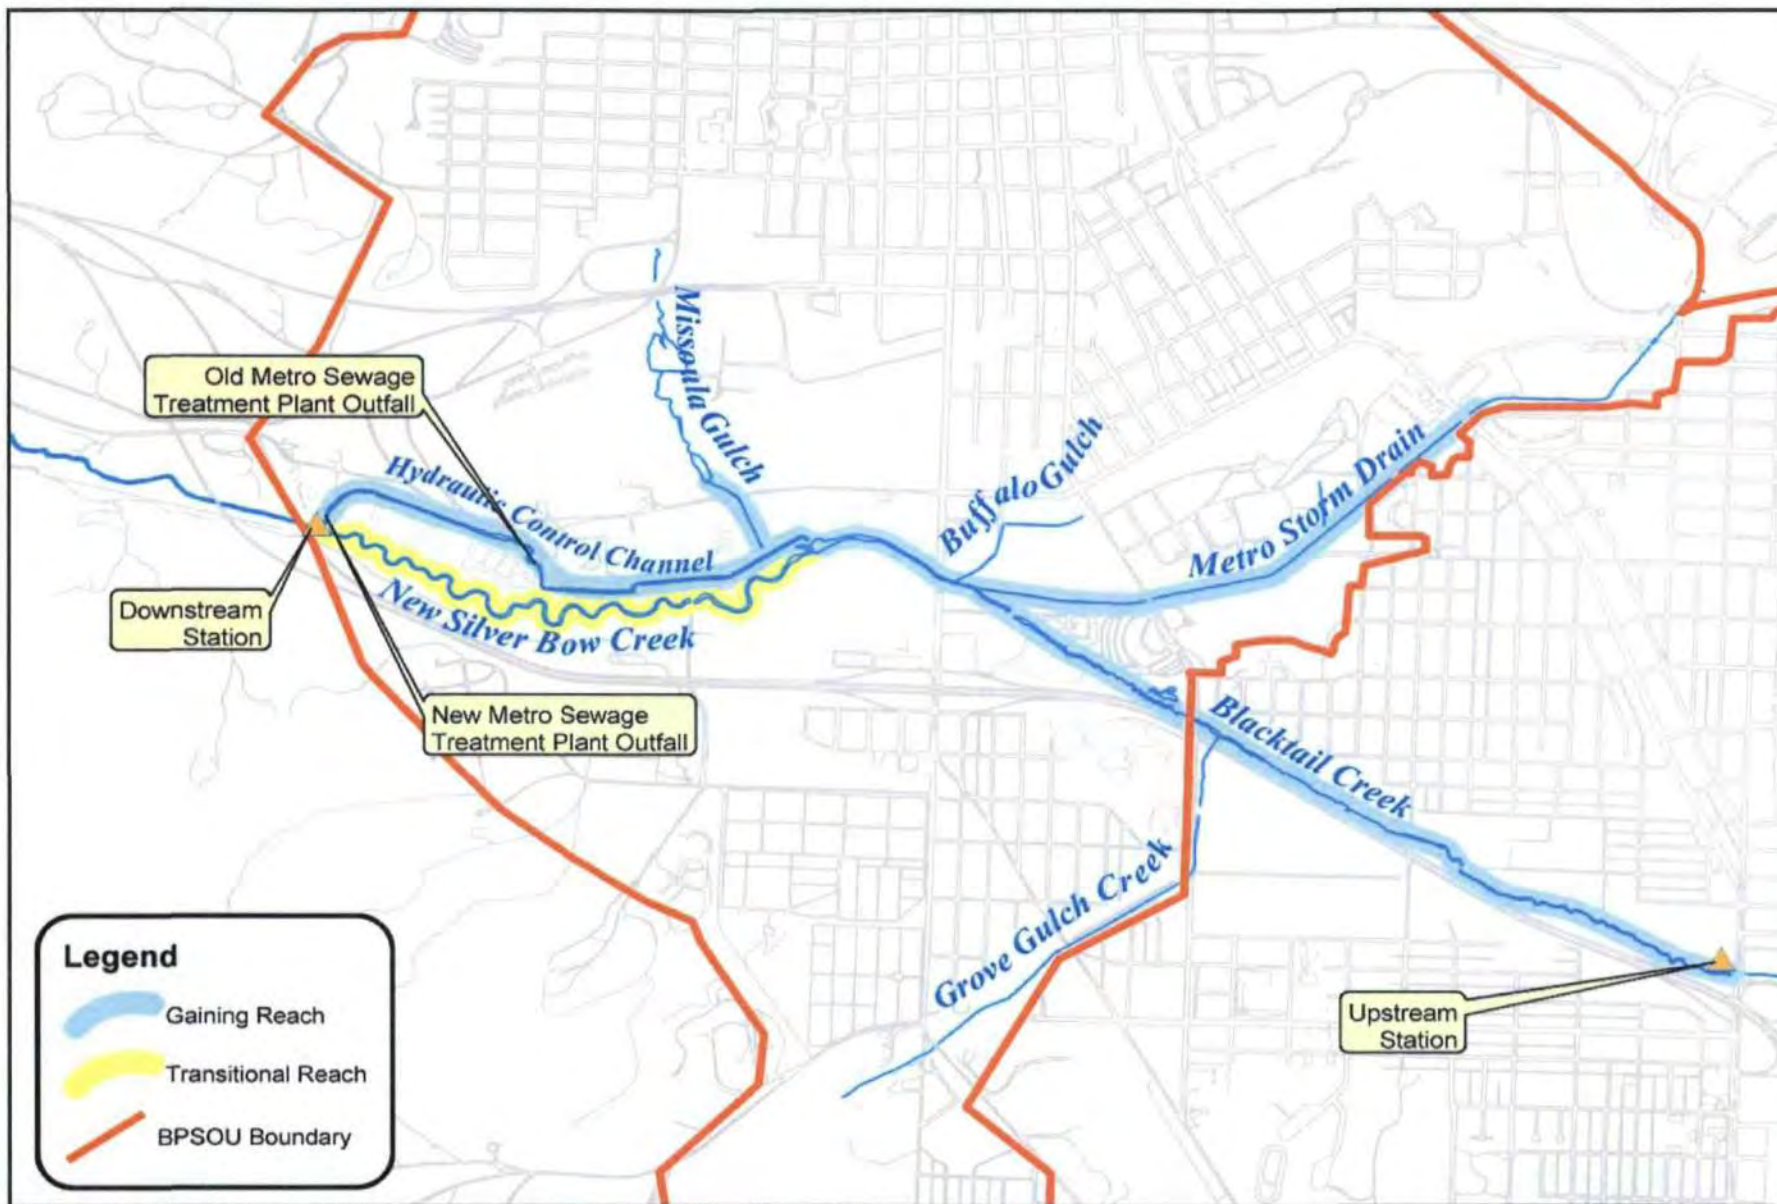 Missoula Gulch
Old Metro Sewage
Treatment Plant Outfall
Hydraulic Control Channel
Buffalo Gulch
Metro Storm Drain
Downstream
Station
New Silver Bow Creek
New Metro Sewage
Treatment Plant Outfall
Blacktail Creek
Grove Gulch Creek
Upstream
Station
Legend
Gaining Reach
Transitional Reach
BPSOU Boundary